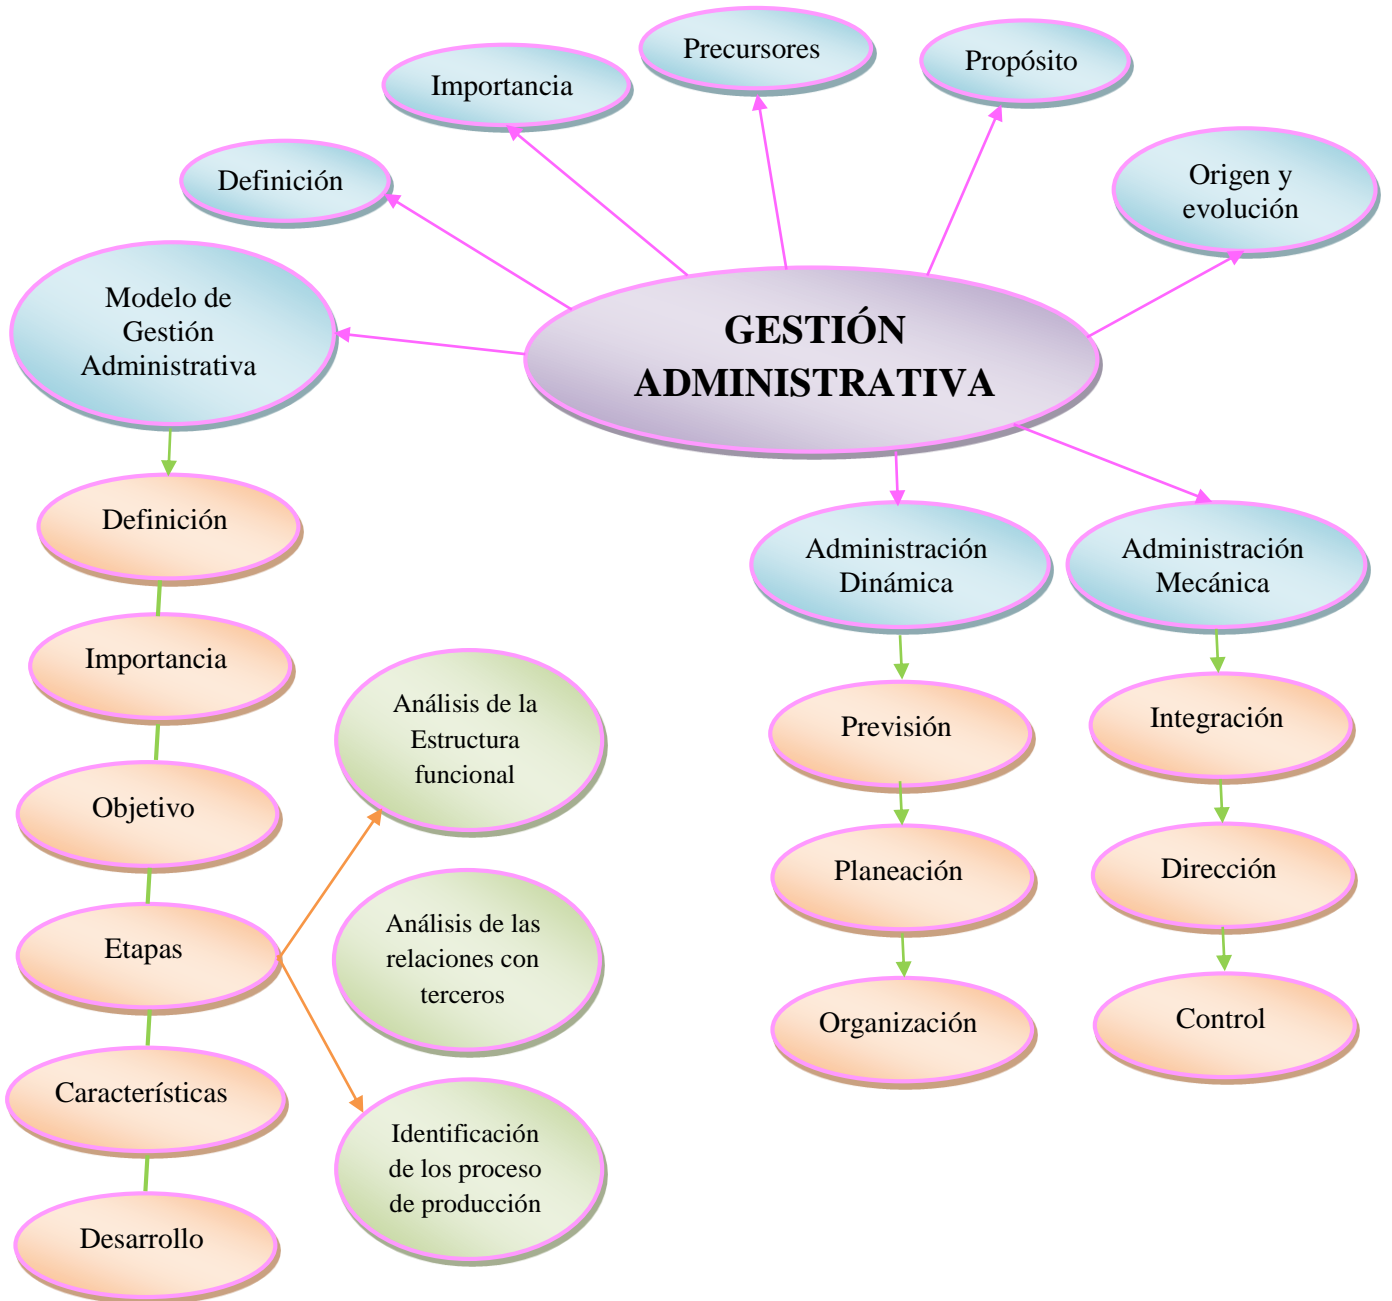 Precursores
Propósito
Importancia
Definición
Origen y
evolución
Modelo de
Gestión
Administrativa
GESTIÓN
ADMINISTRATIVA
Definición
Importancia
Objetivo
Etapas
Características
Desarrollo
Análisis de la
Estructura
funcional
Análisis de las
relaciones con
terceros
Identificación
de los proceso
de producción
Administración
Dinámica
Previsión
Planeación
Organización
Administración
Mecánica
Integración
Dirección
Control